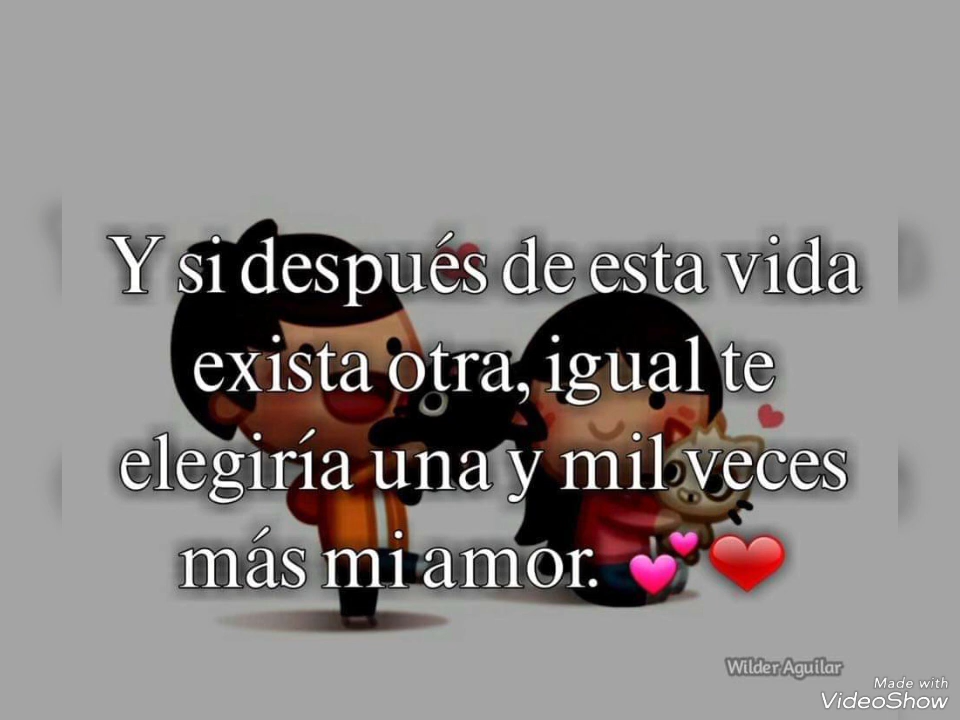 Y si después de esta vida
exista otra, igual te
elegiría una y mil veces
más mi amor. 💕❤
Wilder Aguilar
Made with
VideoShow